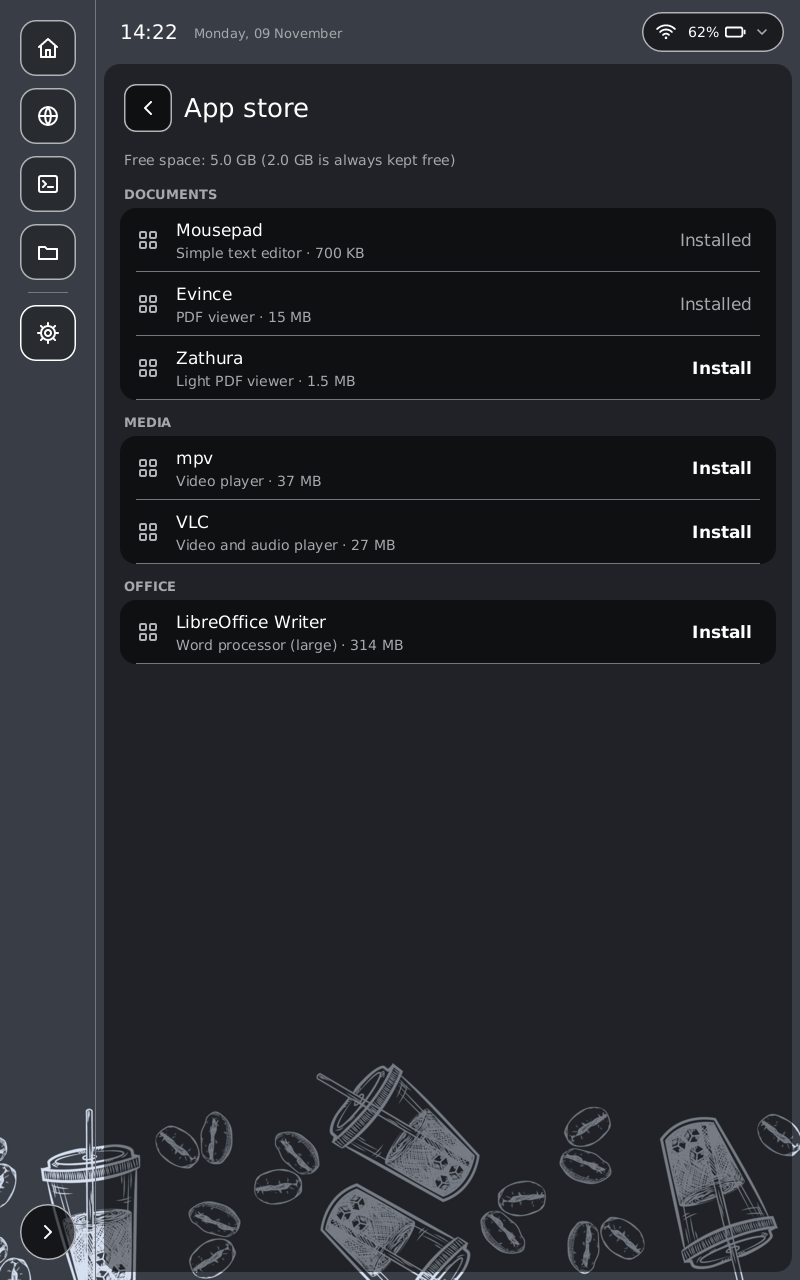 14:22 Monday, 09 November 62%
App store
Free space: 5.0 GB (2.0 GB is always kept free)
DOCUMENTS
Mousepad
Simple text editor · 700 KB
Installed
Evince
PDF viewer · 15 MB
Installed
Zathura
Light PDF viewer · 1.5 MB
Install
MEDIA
mpv
Video player · 37 MB
Install
VLC
Video and audio player · 27 MB
Install
OFFICE
LibreOffice Writer
Word processor (large) · 314 MB
Install